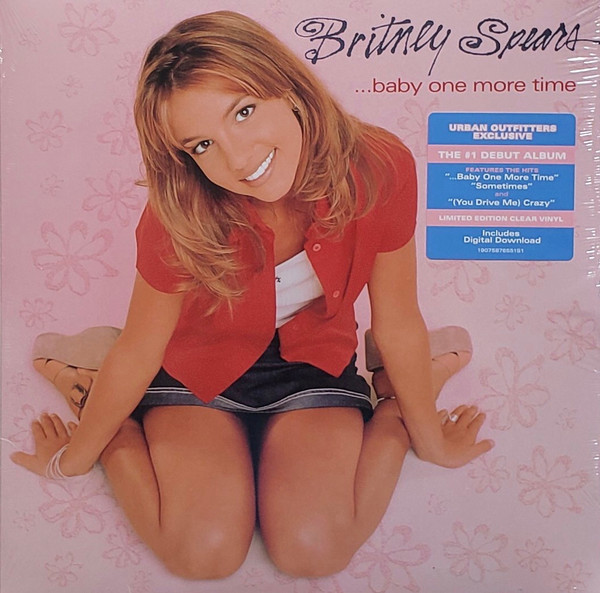 Britney Spears
...baby one more time
URBAN OUTFITTERS
EXCLUSIVE
THE #1 DEBUT ALBUM
FEATURES THE HITS
"...Baby One More Time"
"Sometimes"
and
"(You Drive Me) Crazy"
LIMITED EDITION CLEAR VINYL
Includes
Digital Download
19075876551S1